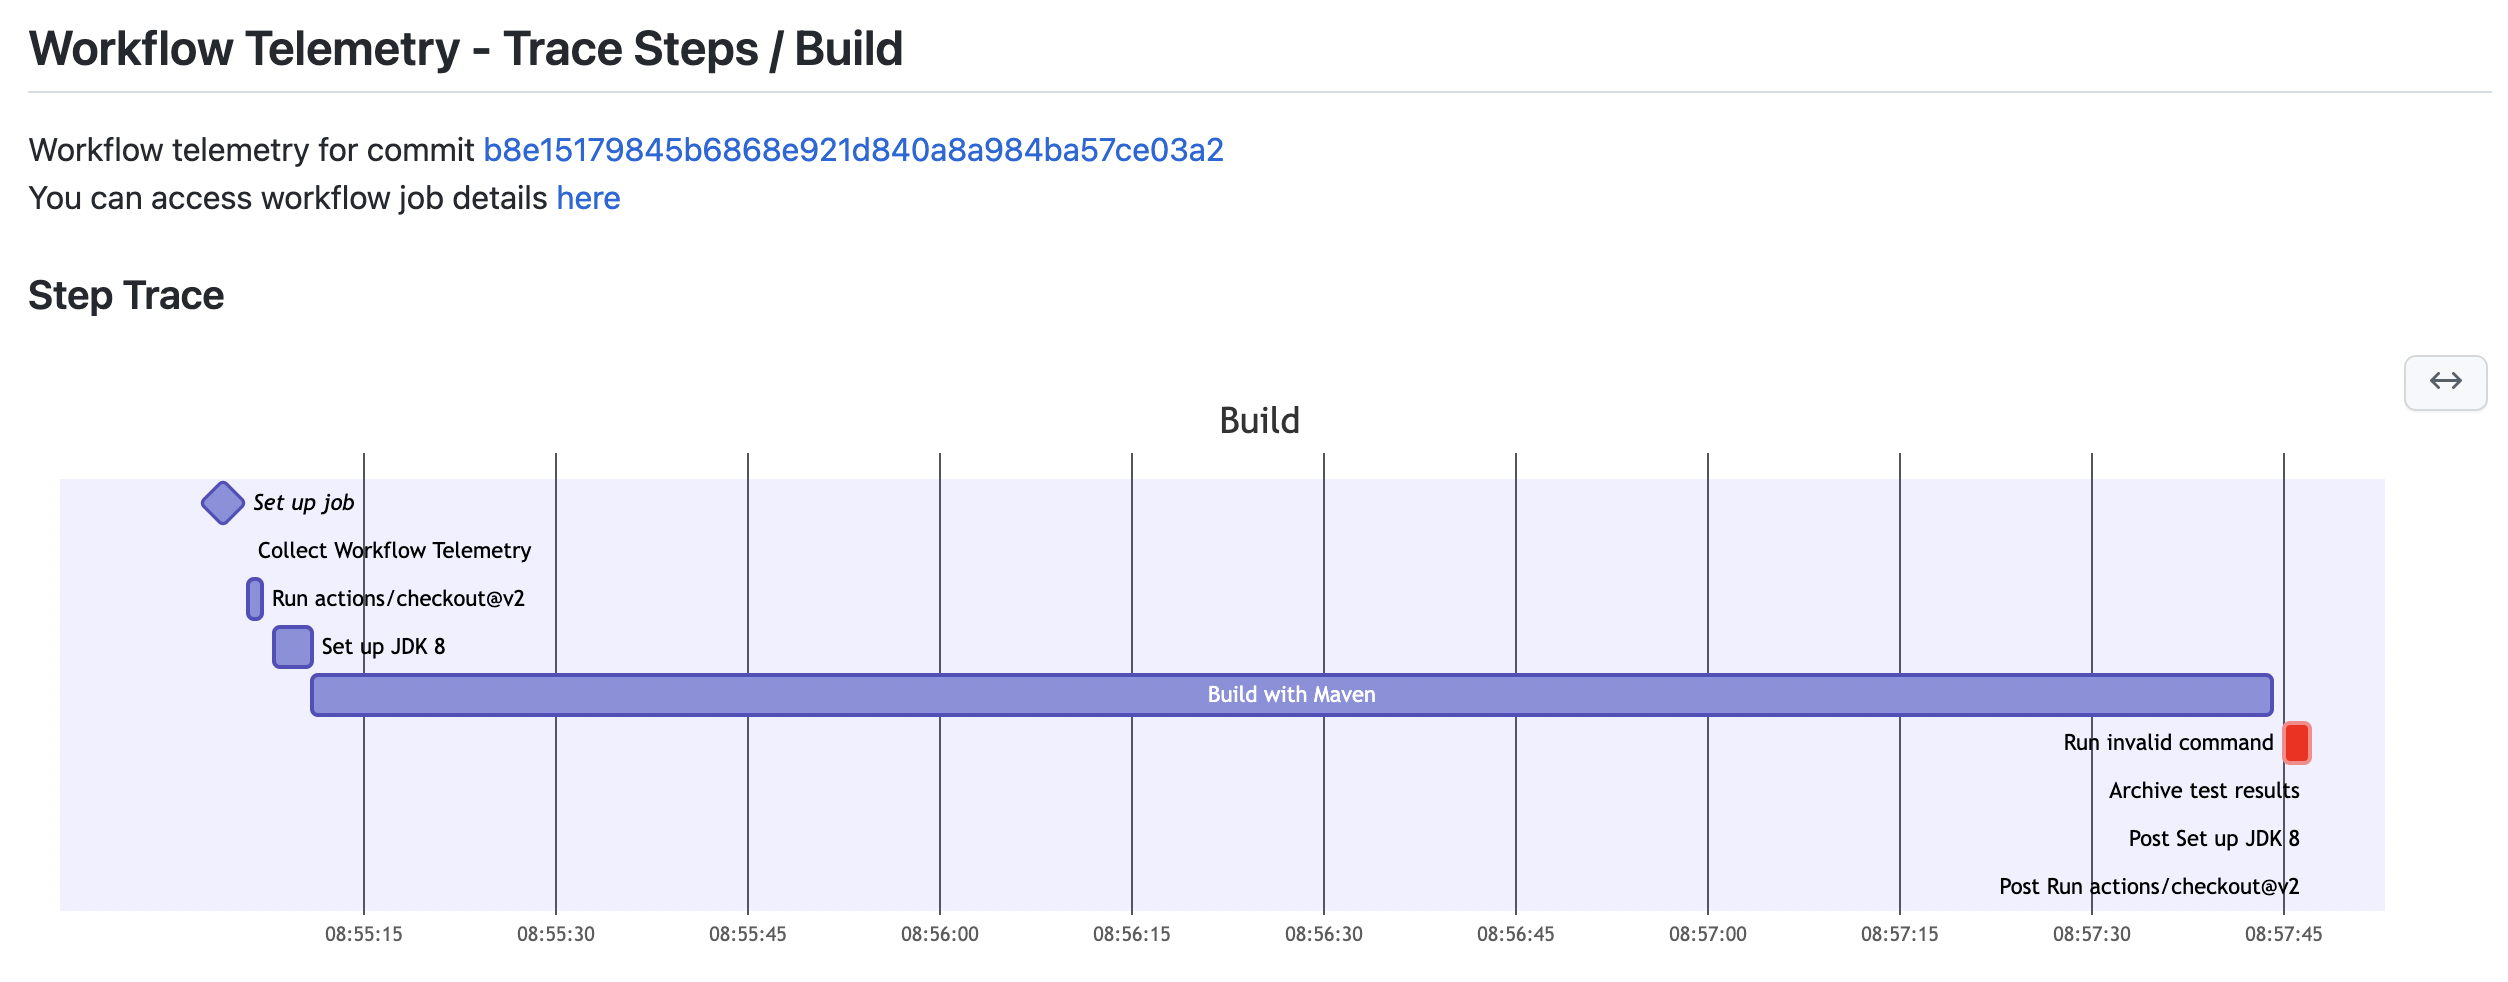 Workflow Telemetry - Trace Steps / Build
Workflow telemetry for commit b8e15179845b6868e921d840a8a984ba57ce03a2
You can access workflow job details here
Step Trace
Build
Set up job
Collect Workflow Telemetry
Run actions/checkout@v2
Set up JDK 8
Build with Maven
Run invalid command
Archive test results
Post Set up JDK 8
Post Run actions/checkout@v2
08:55:15 08:55:30 08:55:45 08:56:00 08:56:15 08:56:30 08:56:45 08:57:00 08:57:15 08:57:30 08:57:45